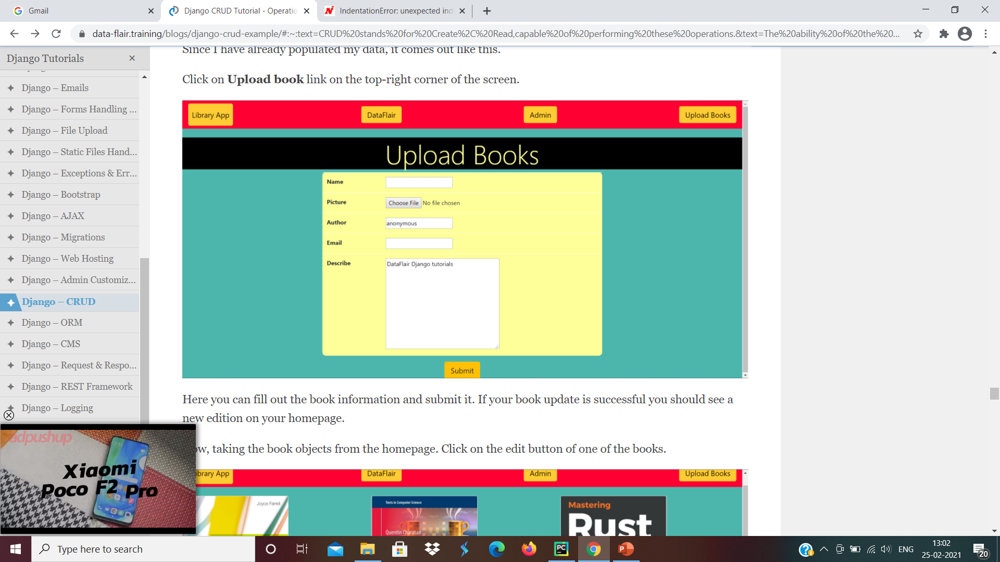 Gmail
Django CRUD Tutorial - Operatio
IndentationError: unexpected ind
data-flair.training/blogs/django-crud-example/#:~:text=CRUD%20stands%20for%20Create%2C%20Read,capable%20of%20performing%20these%20operations.&text=The%20ability%20of%20the%20...
Django Tutorials
Django – Emails
Django – Forms Handling ...
Django – File Upload
Django – Static Files Hand...
Django – Exceptions & Err...
Django – Bootstrap
Django – AJAX
Django – Migrations
Django – Web Hosting
Django – Admin Customiz...
Django – CRUD
Django – ORM
Django – CMS
Django – Request & Respo...
Django – REST Framework
Django – Logging
Since I have already populated my data, it comes out like this.
Click on Upload book link on the top-right corner of the screen.
Library App DataFlair Admin Upload Books
Upload Books
Name
Picture Choose File No file chosen
Author anonymous
Email
Describe DataFlair Django tutorials
Submit
Here you can fill out the book information and submit it. If your book update is successful you should see a
new edition on your homepage.
ow, taking the book objects from the homepage. Click on the edit button of one of the books.
ibrary App DataFlair Admin Upload Books
Joyce Farrell
Texts in Computer Science
Quentin Charatan
Mastering
Rust
adpushup
Xiaomi
Poco F2 Pro
Type here to search
PC
P
ENG
13:02
25-02-2021
20